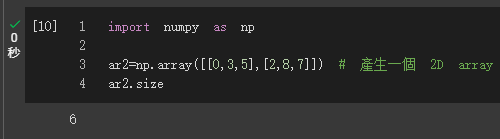 [10] 1 import numpy as np
0 2
秒 3 ar2=np.array([[0,3,5],[2,8,7]]) # 產生一個 2D array
4 ar2.size
6